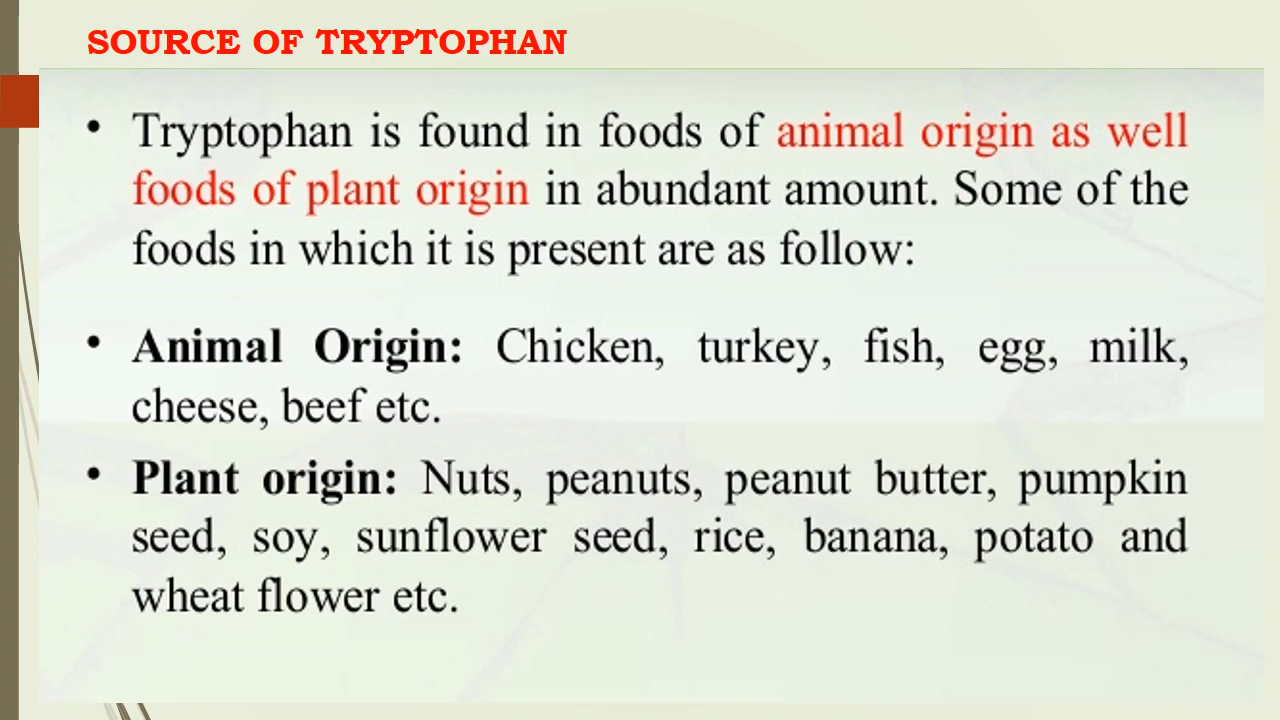 SOURCE OF TRYPTOPHAN
• Tryptophan is found in foods of animal origin as well
foods of plant origin in abundant amount. Some of the
foods in which it is present are as follow:
• Animal Origin: Chicken, turkey, fish, egg, milk,
cheese, beef etc.
• Plant origin: Nuts, peanuts, peanut butter, pumpkin
seed, soy, sunflower seed, rice, banana, potato and
wheat flower etc.